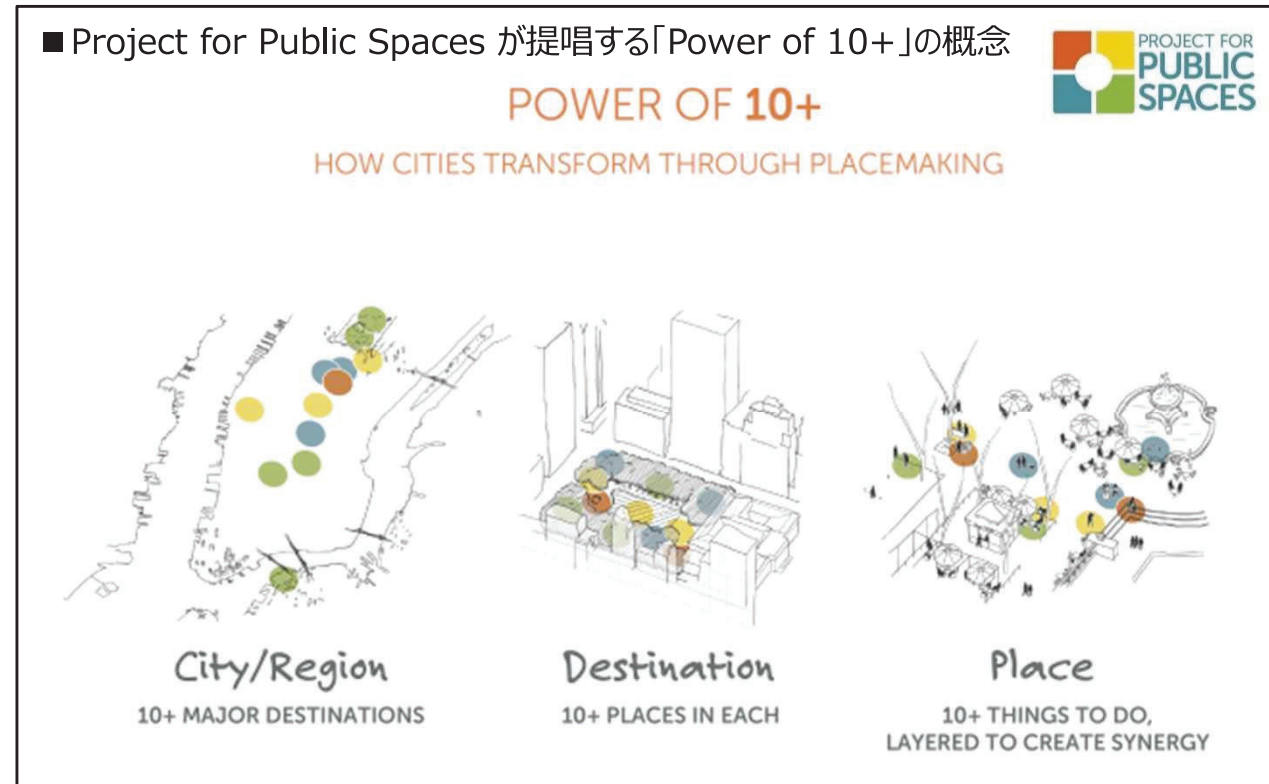 ■Project for Public Spaces が提唱する「Power of 10+」の概念
PROJECT FOR
PUBLIC
SPACES
POWER OF 10+
HOW CITIES TRANSFORM THROUGH PLACEMAKING
City/Region
10+ MAJOR DESTINATIONS
Destination
10+ PLACES IN EACH
Place
10+ THINGS TO DO,
LAYERED TO CREATE SYNERGY